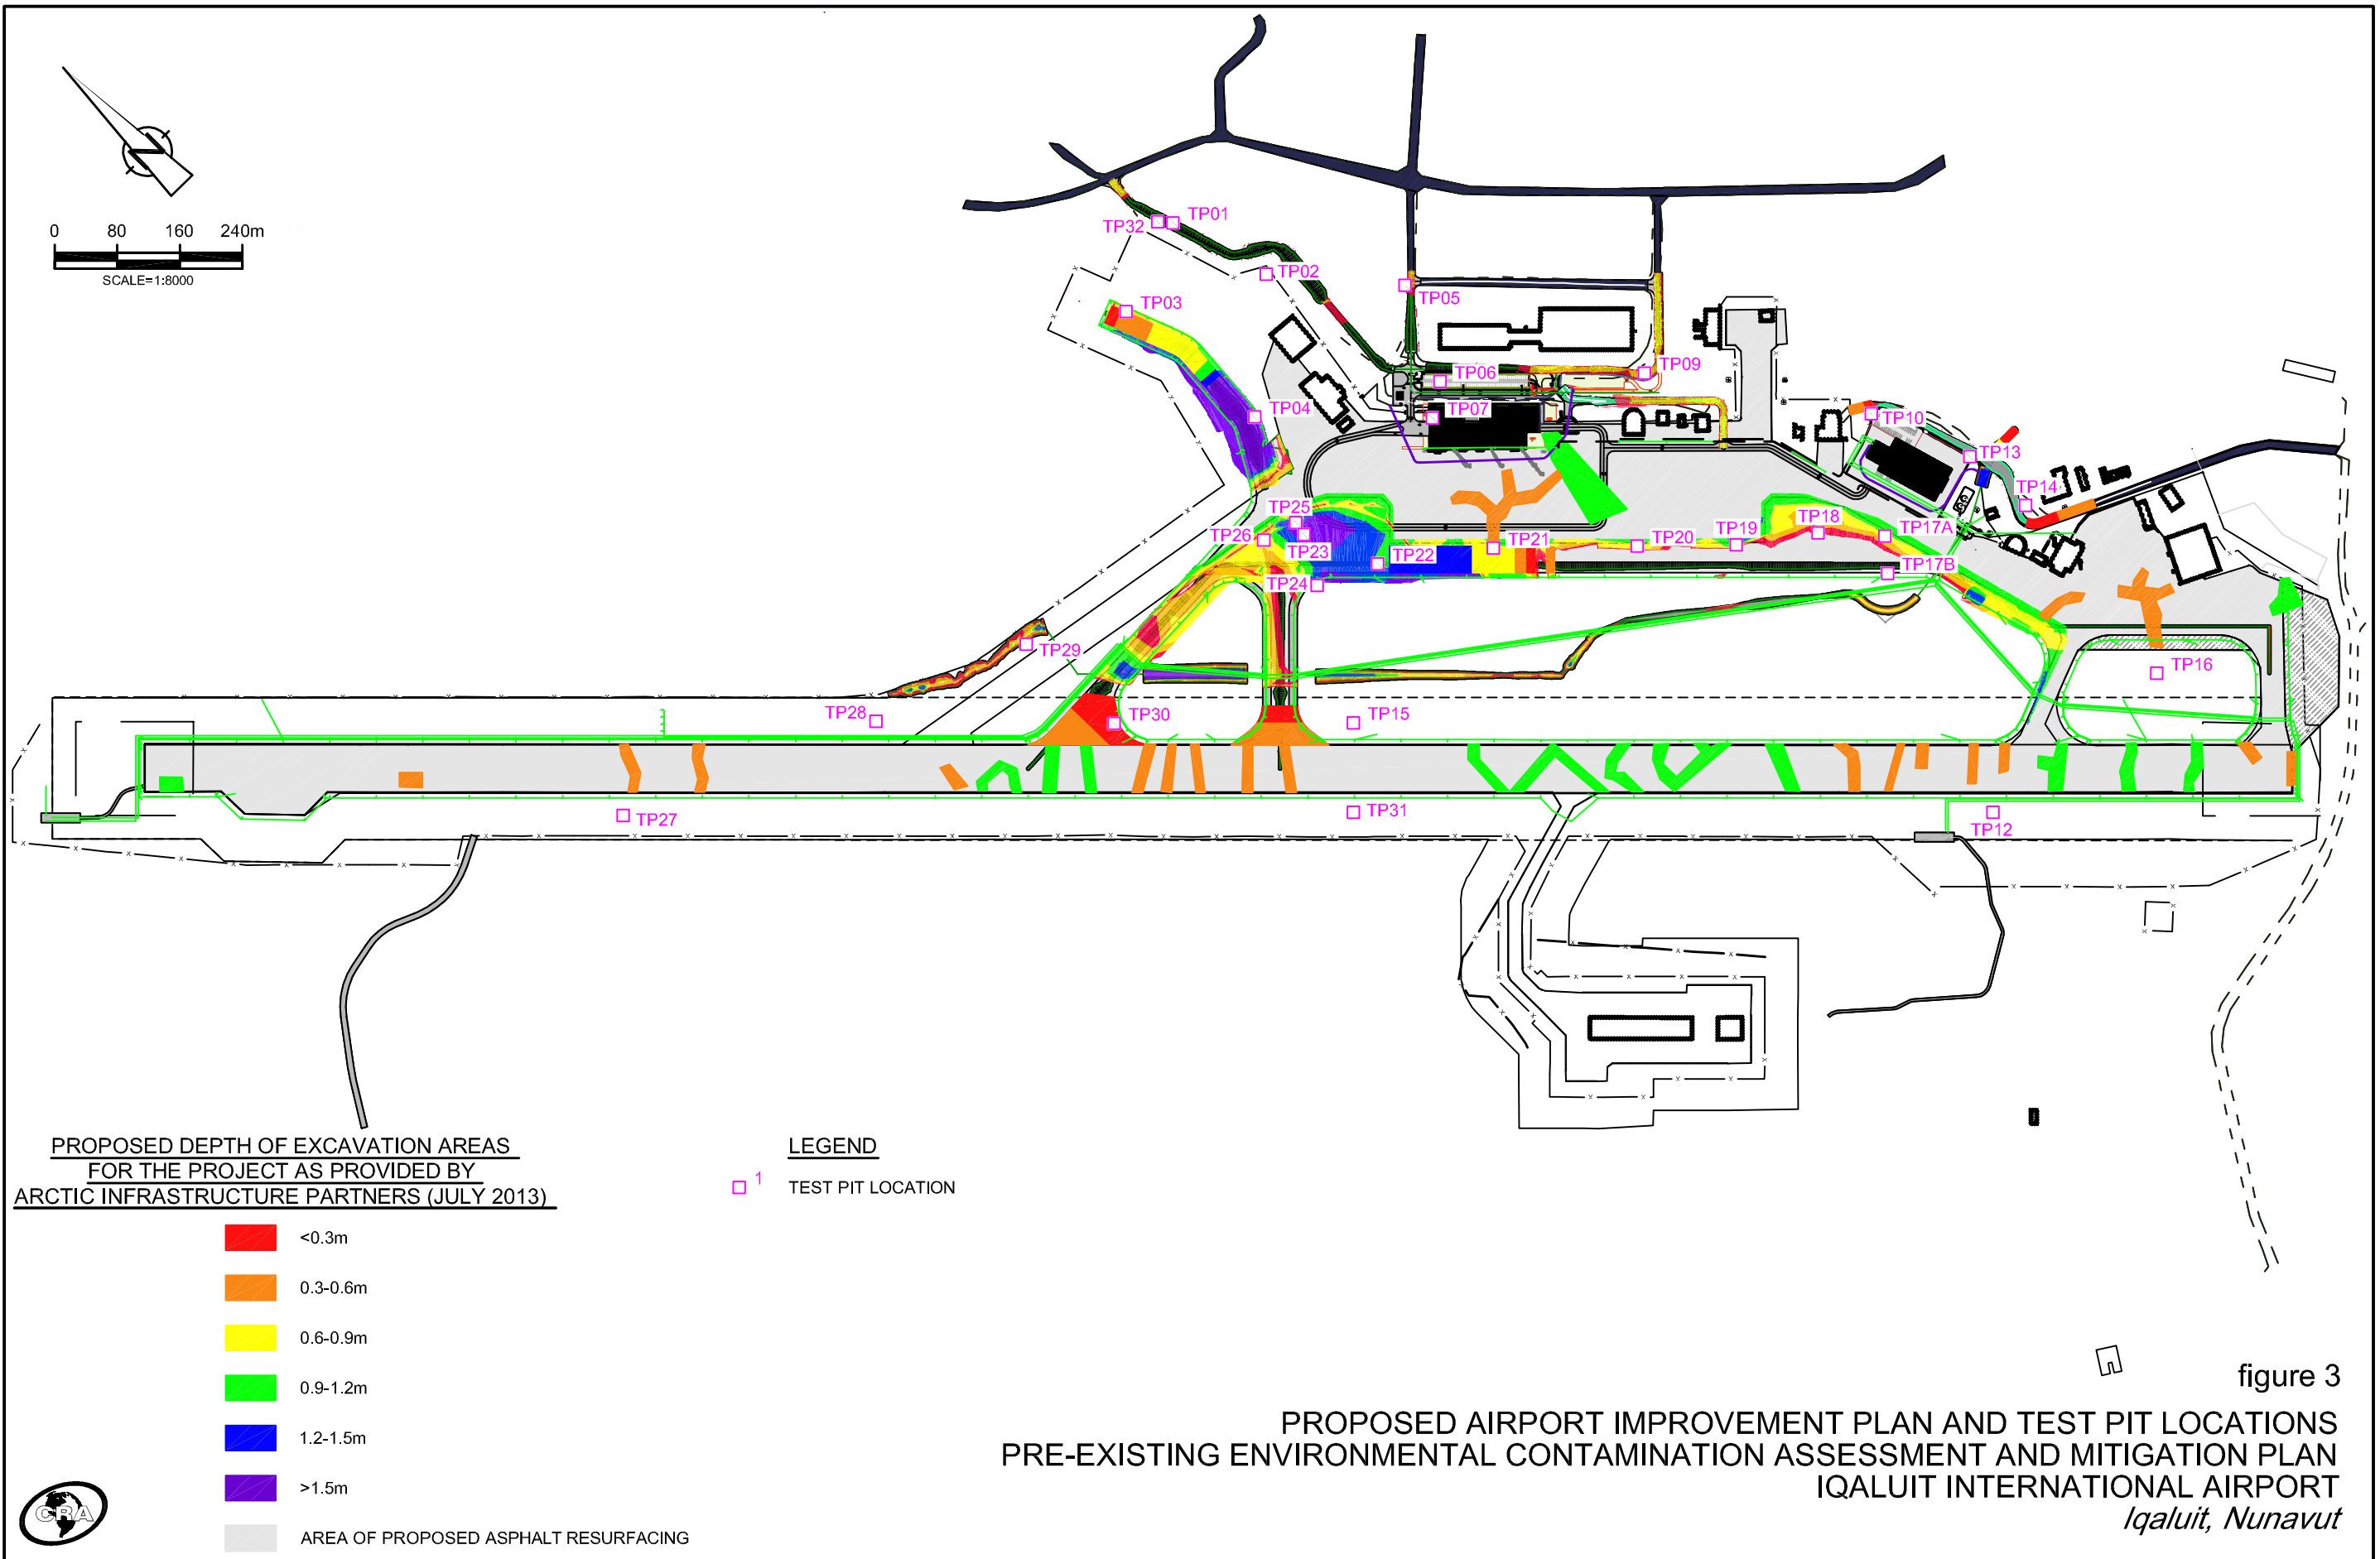 N
0 80 160 240m
SCALE=1:8000
TP01
TP32
TP02
TP03
TP05
TP09
TP06
TP04
TP07
TP10
TP13
TP14
TP25
TP26
TP23
TP18
TP19
TP17A
TP20
TP21
TP22
TP17B
TP24
TP29
TP16
TP28
TP30
TP15
TP27
TP31
TP12
PROPOSED DEPTH OF EXCAVATION AREAS
FOR THE PROJECT AS PROVIDED BY
ARCTIC INFRASTRUCTURE PARTNERS (JULY 2013)
<0.3m
0.3-0.6m
0.6-0.9m
0.9-1.2m
1.2-1.5m
>1.5m
AREA OF PROPOSED ASPHALT RESURFACING
LEGEND
1 TEST PIT LOCATION
CRA
figure 3
PROPOSED AIRPORT IMPROVEMENT PLAN AND TEST PIT LOCATIONS
PRE-EXISTING ENVIRONMENTAL CONTAMINATION ASSESSMENT AND MITIGATION PLAN
IQALUIT INTERNATIONAL AIRPORT
Iqaluit, Nunavut